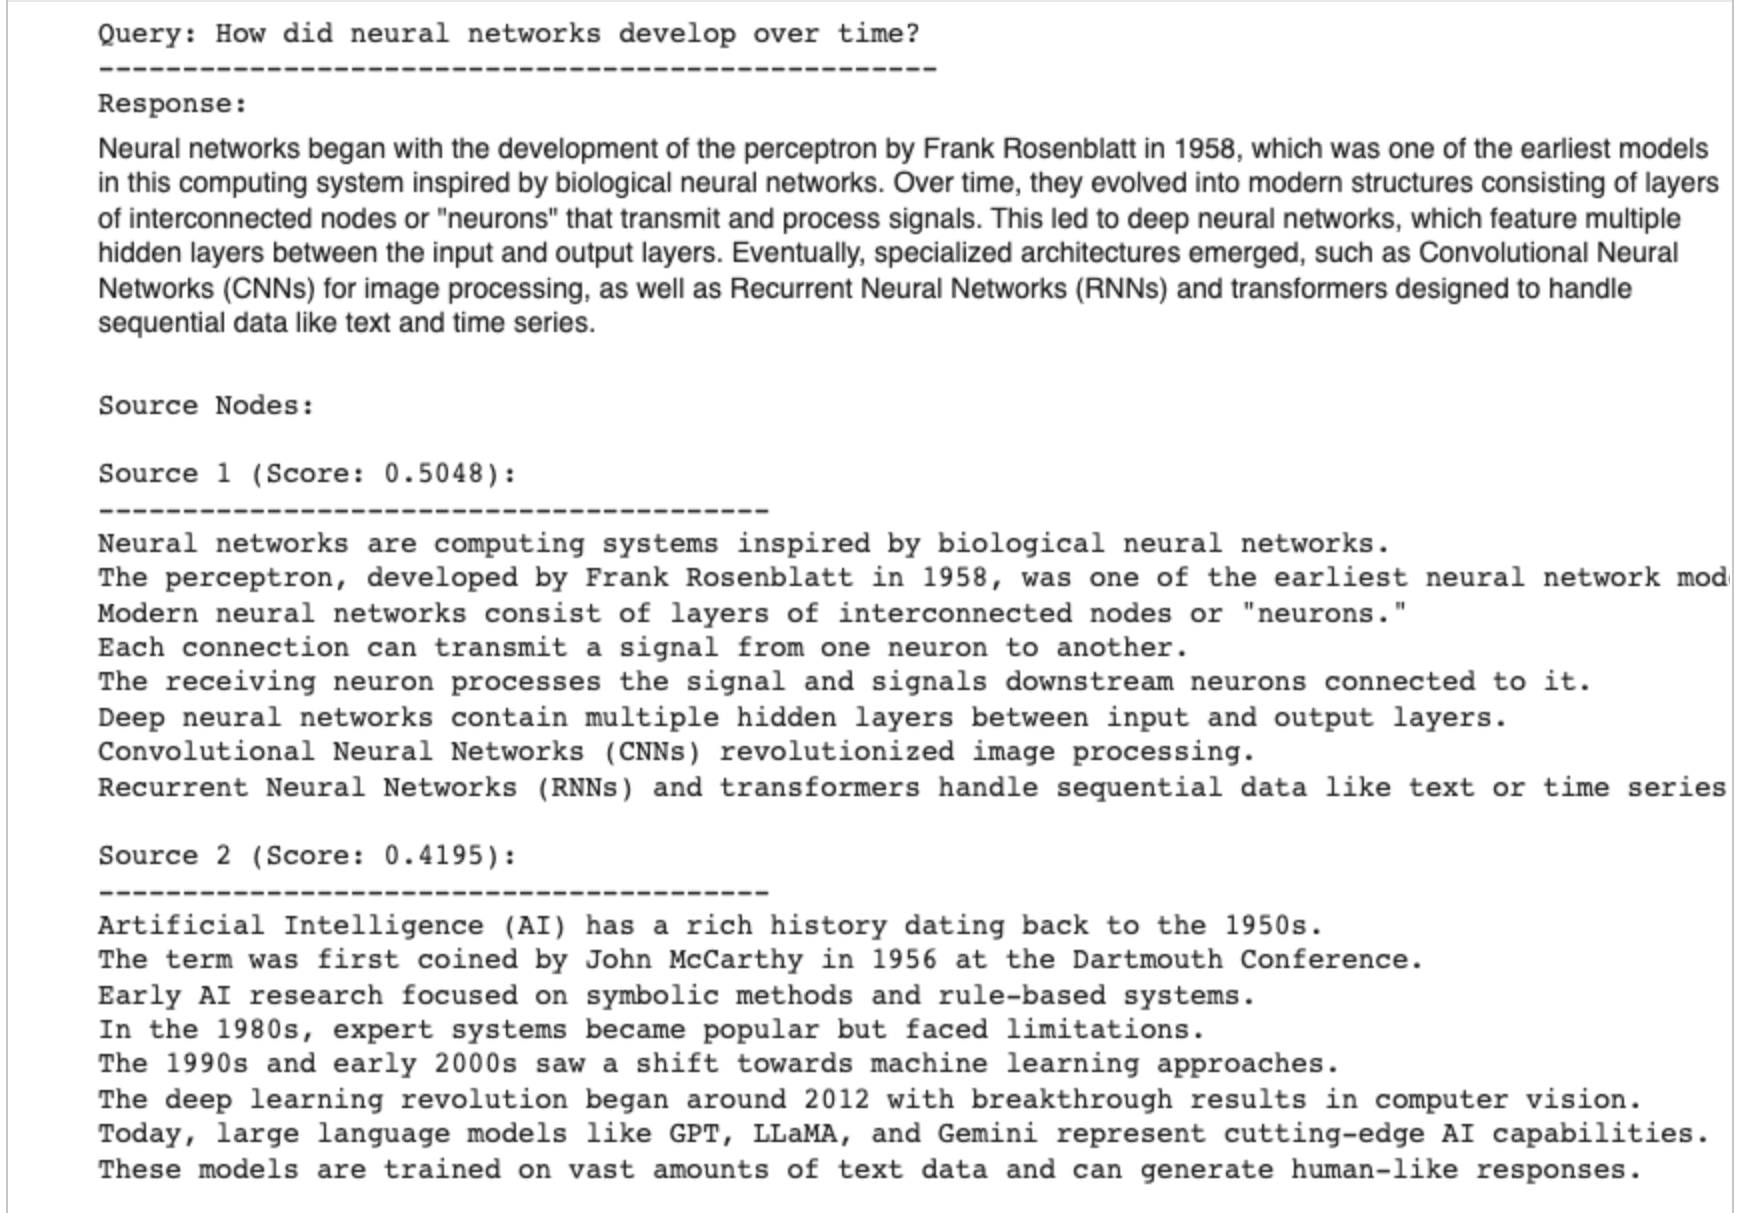 Query: How did neural networks develop over time?
--------------------------------------------------
Response:
Neural networks began with the development of the perceptron by Frank Rosenblatt in 1958, which was one of the earliest models
in this computing system inspired by biological neural networks. Over time, they evolved into modern structures consisting of layers
of interconnected nodes or "neurons" that transmit and process signals. This led to deep neural networks, which feature multiple
hidden layers between the input and output layers. Eventually, specialized architectures emerged, such as Convolutional Neural
Networks (CNNs) for image processing, as well as Recurrent Neural Networks (RNNs) and transformers designed to handle
sequential data like text and time series.
Source Nodes:
Source 1 (Score: 0.5048):
----------------------------------------
Neural networks are computing systems inspired by biological neural networks.
The perceptron, developed by Frank Rosenblatt in 1958, was one of the earliest neural network mod
Modern neural networks consist of layers of interconnected nodes or "neurons."
Each connection can transmit a signal from one neuron to another.
The receiving neuron processes the signal and signals downstream neurons connected to it.
Deep neural networks contain multiple hidden layers between input and output layers.
Convolutional Neural Networks (CNNs) revolutionized image processing.
Recurrent Neural Networks (RNNs) and transformers handle sequential data like text or time series
Source 2 (Score: 0.4195):
----------------------------------------
Artificial Intelligence (AI) has a rich history dating back to the 1950s.
The term was first coined by John McCarthy in 1956 at the Dartmouth Conference.
Early AI research focused on symbolic methods and rule-based systems.
In the 1980s, expert systems became popular but faced limitations.
The 1990s and early 2000s saw a shift towards machine learning approaches.
The deep learning revolution began around 2012 with breakthrough results in computer vision.
Today, large language models like GPT, LLaMA, and Gemini represent cutting-edge AI capabilities.
These models are trained on vast amounts of text data and can generate human-like responses.